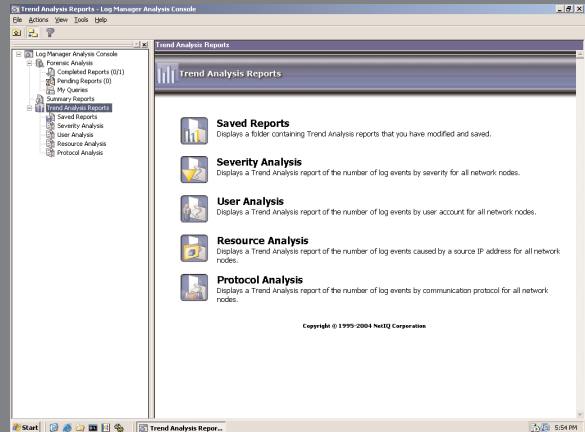 Trend Analysis Reports - Log Manager Analysis Console
File Actions View Tools Help
Log Manager Analysis Console
Forensic Analysis
Completed Reports (0/1)
Pending Reports (0)
My Queries
Summary Reports
Trend Analysis Reports
Saved Reports
Severity Analysis
User Analysis
Resource Analysis
Protocol Analysis
Trend Analysis Reports
Trend Analysis Reports
Saved Reports
Displays a folder containing Trend Analysis reports that you have modified and saved.
Severity Analysis
Displays a Trend Analysis report of the number of log events by severity for all network nodes.
User Analysis
Displays a Trend Analysis report of the number of log events by user account for all network nodes.
Resource Analysis
Displays a Trend Analysis report of the number of log events caused by a source IP address for all network
nodes.
Protocol Analysis
Displays a Trend Analysis report of the number of log events by communication protocol for all network
nodes.
Copyright © 1995-2004 NetIQ Corporation
Start
Trend Analysis Repor...
5:54 PM